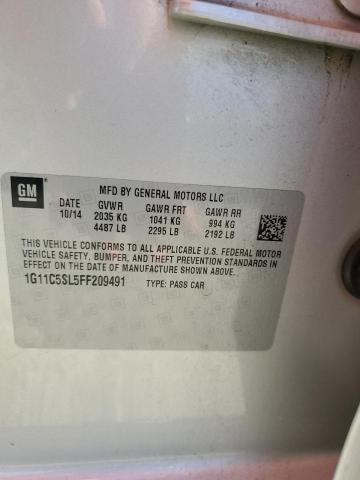 GM
MFD BY GENERAL MOTORS LLC
DATE GVWR GAWR FRT GAWR RR
10/14 2035 KG 1041 KG 994 KG
4487 LB 2295 LB 2192 LB
THIS VEHICLE CONFORMS TO ALL APPLICABLE U.S. FEDERAL MOTOR
VEHICLE SAFETY, BUMPER, AND THEFT PREVENTION STANDARDS IN
EFFECT ON THE DATE OF MANUFACTURE SHOWN ABOVE.
1G11C5SL5FF209491 TYPE: PASS CAR